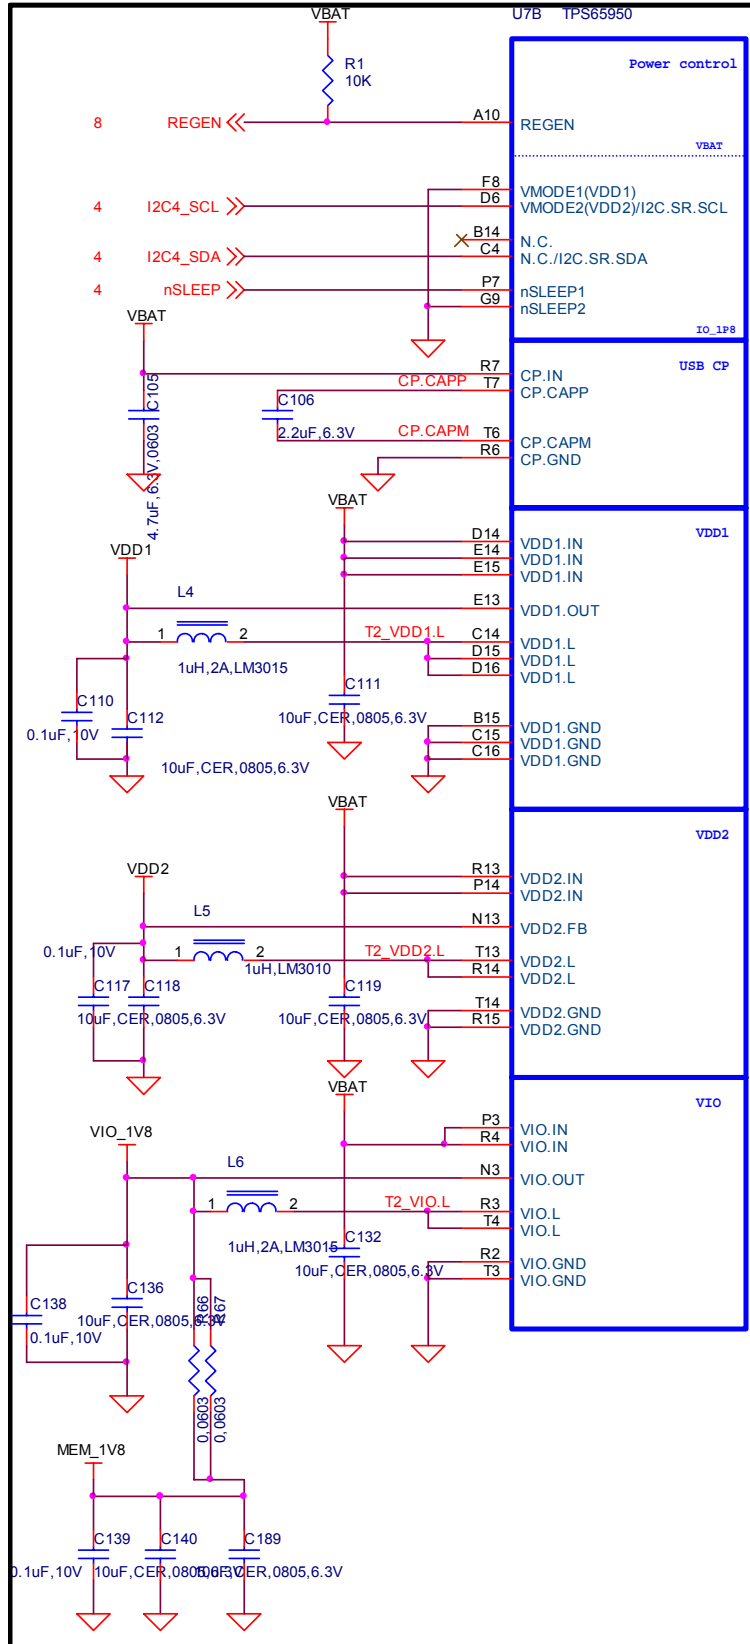 VBAT
U7B TPS65950
Power control
R1
10K
8 REGEN
A10 REGEN
VBAT
F8 VMODE1(VDD1)
4 I2C4_SCL D6 VMODE2(VDD2)/I2C.SR.SCL
B14 N.C.
4 I2C4_SDA C4 N.C./I2C.SR.SDA
4 nSLEEP P7 nSLEEP1
G9 nSLEEP2
IO_1P8
VBAT
USB CP
R7 CP.IN
CP.CAPP T7 CP.CAPP
C105
4.7uF,6.3V,0603
C106
2.2uF,6.3V
CP.CAPM T6 CP.CAPM
R6 CP.GND
VBAT
VDD1
D14 VDD1.IN
E14 VDD1.IN
E15 VDD1.IN
VDD1
L4
E13 VDD1.OUT
1 2 T2_VDD1.L C14 VDD1.L
D15 VDD1.L
D16 VDD1.L
1uH,2A,LM3015
C110
0.1uF,10V
C112
10uF,CER,0805,6.3V
C111
10uF,CER,0805,6.3V
B15 VDD1.GND
C15 VDD1.GND
C16 VDD1.GND
VBAT
VDD2
R13 VDD2.IN
P14 VDD2.IN
VDD2
L5
N13 VDD2.FB
0.1uF,10V
1 2 T2_VDD2.L T13 VDD2.L
R14 VDD2.L
1uH,LM3010
C117
C118
10uF,CER,0805,6.3V
C119
10uF,CER,0805,6.3V
T14 VDD2.GND
R15 VDD2.GND
VBAT
VIO
P3 VIO.IN
R4 VIO.IN
VIO_1V8
L6
N3 VIO.OUT
1 2 T2_VIO.L R3 VIO.L
T4 VIO.L
1uH,2A,LM3015
C132
10uF,CER,0805,6.3V
R2 VIO.GND
T3 VIO.GND
C138
0.1uF,10V
C136
10uF,CER,0805,6.3V
R66
R67
0,0603
0,0603
MEM_1V8
C139
0.1uF,10V
C140
10uF,CER,0805,6.3V
C189
10uF,CER,0805,6.3V